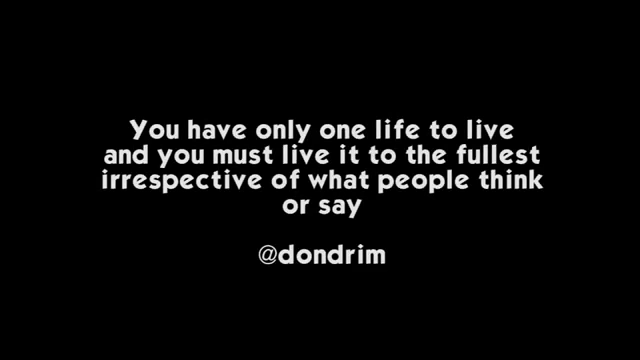 You have only one life to live
and you must live it to the fullest
irrespective of what people think
or say
@dondrim